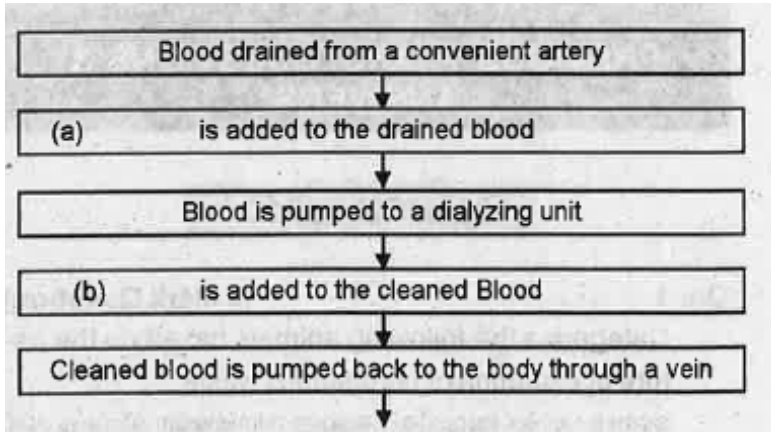 Blood drained from a convenient artery
(a) is added to the drained blood
Blood is pumped to a dialyzing unit
(b) is added to the cleaned Blood
Cleaned blood is pumped back to the body through a vein